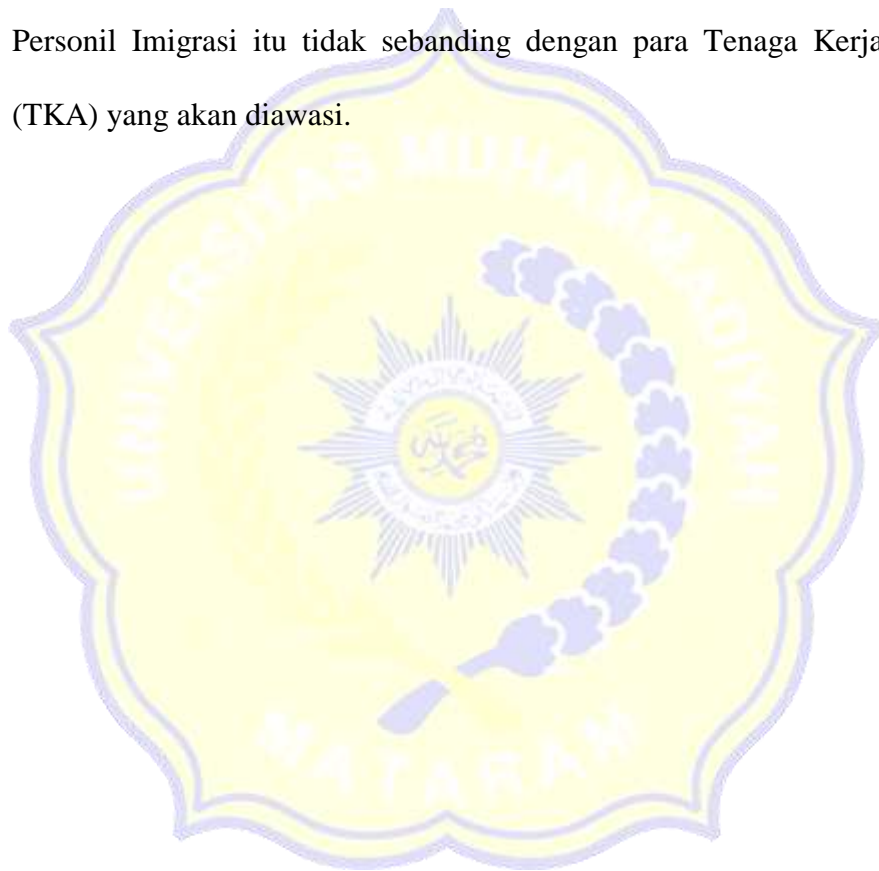 Personil Imigrasi itu tidak sebanding dengan para Tenaga Kerja
(TKA) yang akan diawasi.
UNIVERSITAS MUHAMMADIYAH
MATARAM